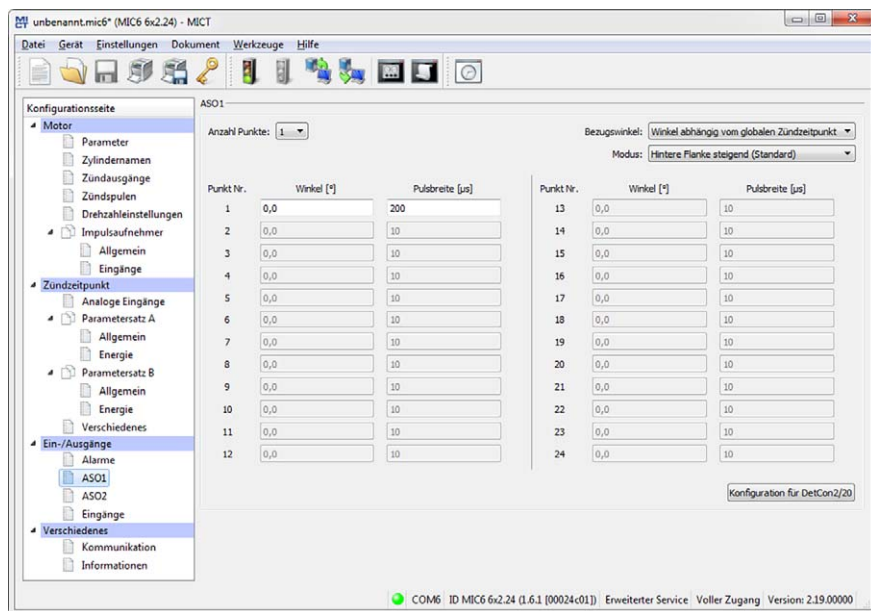 unbenannt.mic6* (MIC6 6x2.24) - MICT
Datei Gerät Einstellungen Dokument Werkzeuge Hilfe
Konfigurationsseite
Motor
Parameter
Zylindernamen
Zündausgänge
Zündspulen
Drehzahleinstellungen
Impulsaufnehmer
Allgemein
Eingänge
Zündzeitpunkt
Analoge Eingänge
Parametersatz A
Allgemein
Energie
Parametersatz B
Allgemein
Energie
Verschiedenes
Ein-/Ausgänge
Alarme
ASO1
ASO2
Eingänge
Verschiedenes
Kommunikation
Informationen
ASO1
Anzahl Punkte: 1
Bezugswinkel: Winkel abhängig vom globalen Zündzeitpunkt
Modus: Hintere Flanke steigend (Standard)
Punkt Nr. Winkel [°] Pulsbreite [µs] Punkt Nr. Winkel [°] Pulsbreite [µs]
1 0,0 200 13 0,0 10
2 0,0 10 14 0,0 10
3 0,0 10 15 0,0 10
4 0,0 10 16 0,0 10
5 0,0 10 17 0,0 10
6 0,0 10 18 0,0 10
7 0,0 10 19 0,0 10
8 0,0 10 20 0,0 10
9 0,0 10 21 0,0 10
10 0,0 10 22 0,0 10
11 0,0 10 23 0,0 10
12 0,0 10 24 0,0 10
Konfiguration für DetCon2/20
COM6 ID MIC6 6x2.24 (1.6.1 [00024c01]) Erweiterter Service Voller Zugang Version: 2.19.00000